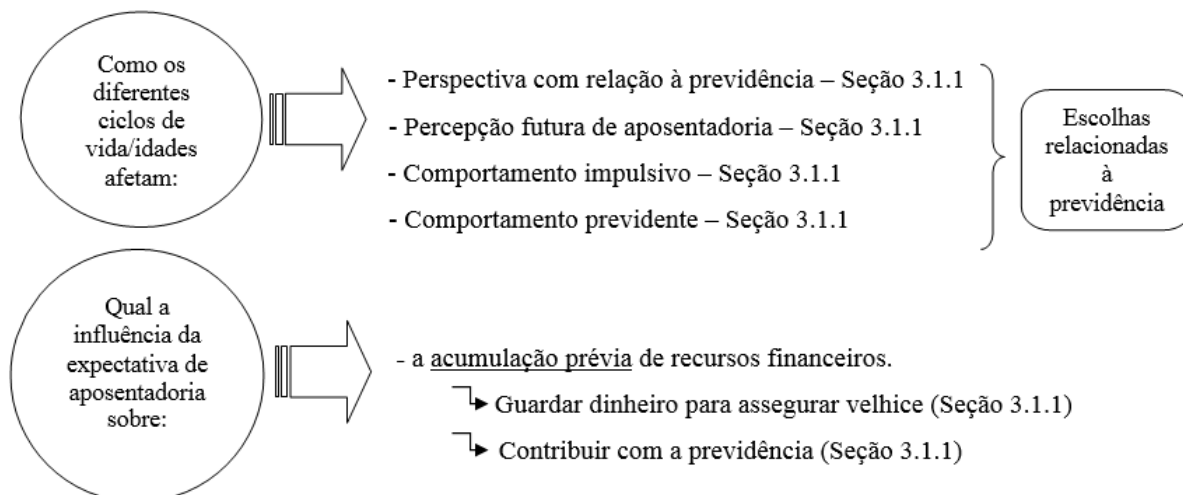 Como os
diferentes
ciclos de
vida/idades
afetam:
- Perspectiva com relação à previdência – Seção 3.1.1
- Percepção futura de aposentadoria – Seção 3.1.1
- Comportamento impulsivo – Seção 3.1.1
- Comportamento previdente – Seção 3.1.1
Escolhas
relacionadas
à
previdência
Qual a
influência da
expectativa de
aposentadoria
sobre:
- a acumulação prévia de recursos financeiros.
Guardar dinheiro para assegurar velhice (Seção 3.1.1)
Contribuir com a previdência (Seção 3.1.1)